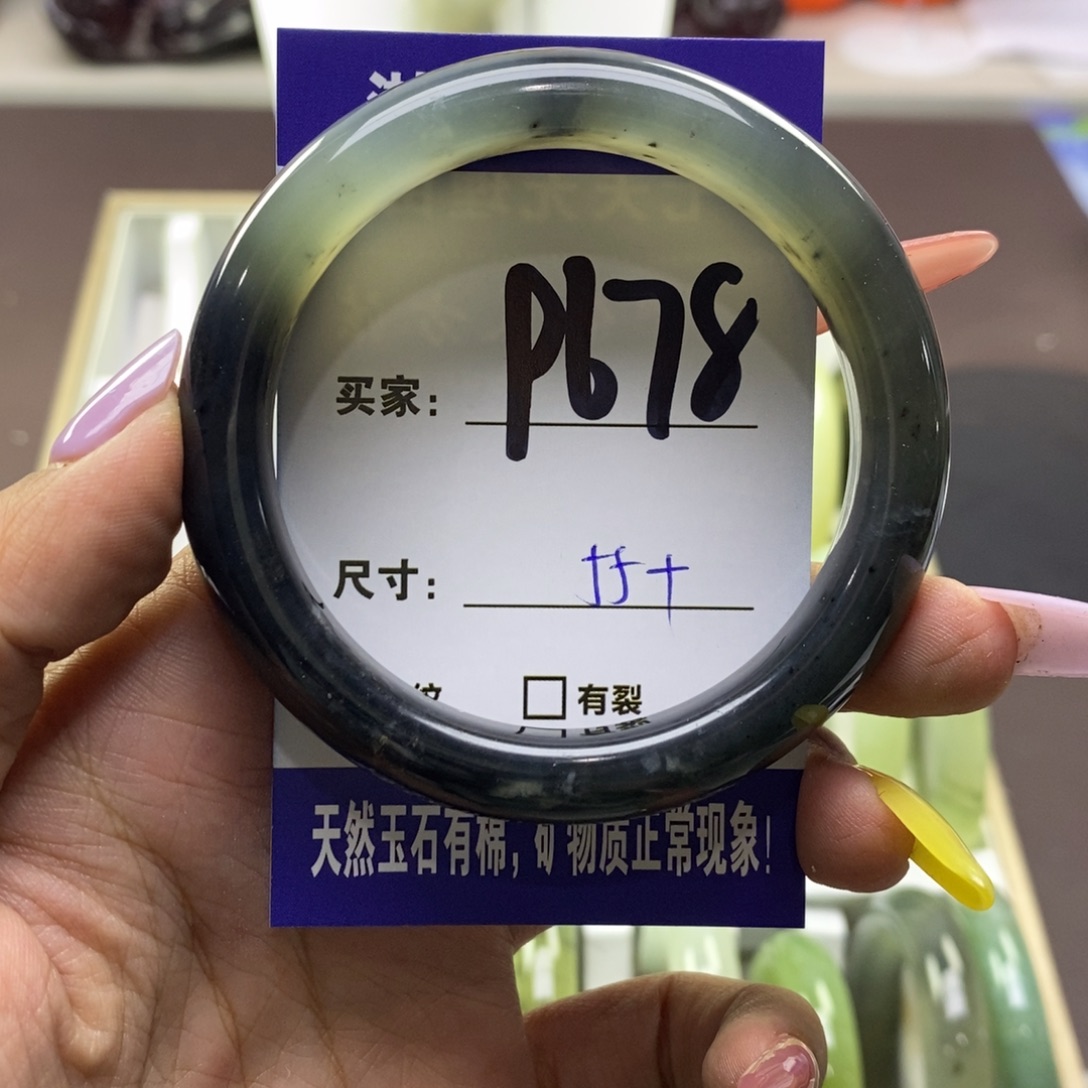 买家: P678
尺寸: 55+
纹 □有裂
天然玉石有棉,矿物质正常现象!